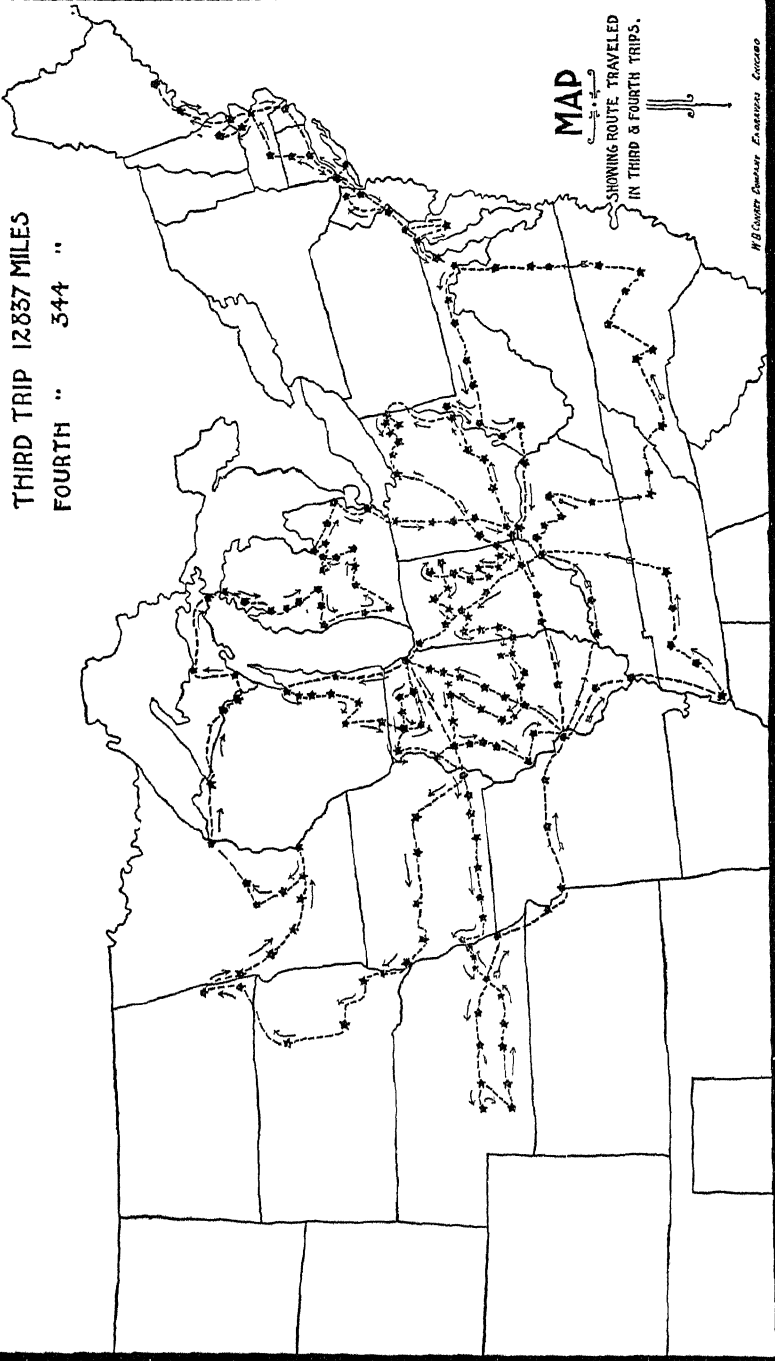 THIRD TRIP 12837 MILES
FOURTH " 344 "
MAP
SHOWING ROUTE TRAVELED
IN THIRD & FOURTH TRIPS.
W B CONKEY COMPANY ENGRAVERS CHICAGO